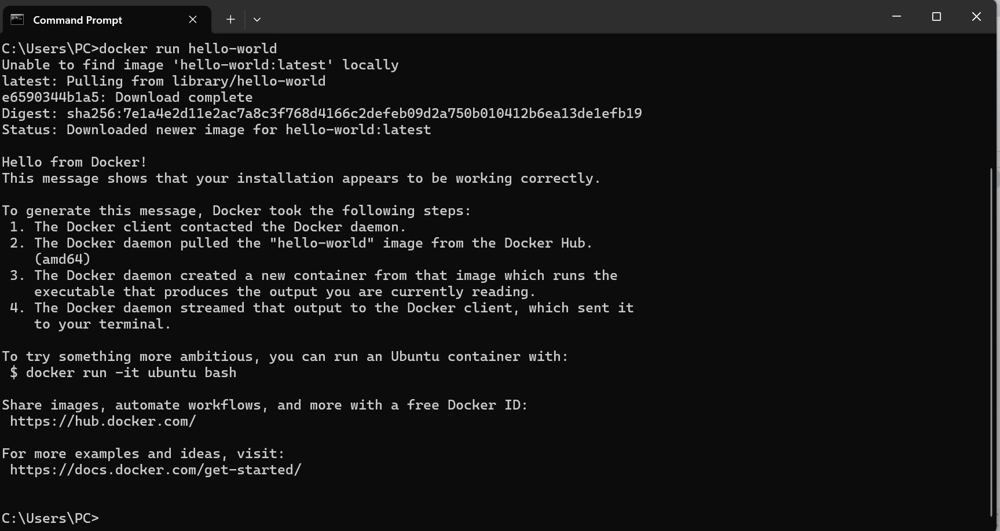 Command Prompt
C:\Users\PC>docker run hello-world
Unable to find image 'hello-world:latest' locally
latest: Pulling from library/hello-world
e6590344b1a5: Download complete
Digest: sha256:7e1a4e2d11e2ac7a8c3f768d4166c2defeb09d2a750b010412b6ea13de1efb19
Status: Downloaded newer image for hello-world:latest

Hello from Docker!
This message shows that your installation appears to be working correctly.

To generate this message, Docker took the following steps:
 1. The Docker client contacted the Docker daemon.
 2. The Docker daemon pulled the "hello-world" image from the Docker Hub.
    (amd64)
 3. The Docker daemon created a new container from that image which runs the
    executable that produces the output you are currently reading.
 4. The Docker daemon streamed that output to the Docker client, which sent it
    to your terminal.

To try something more ambitious, you can run an Ubuntu container with:
 $ docker run -it ubuntu bash

Share images, automate workflows, and more with a free Docker ID:
 https://hub.docker.com/

For more examples and ideas, visit:
 https://docs.docker.com/get-started/

C:\Users\PC>